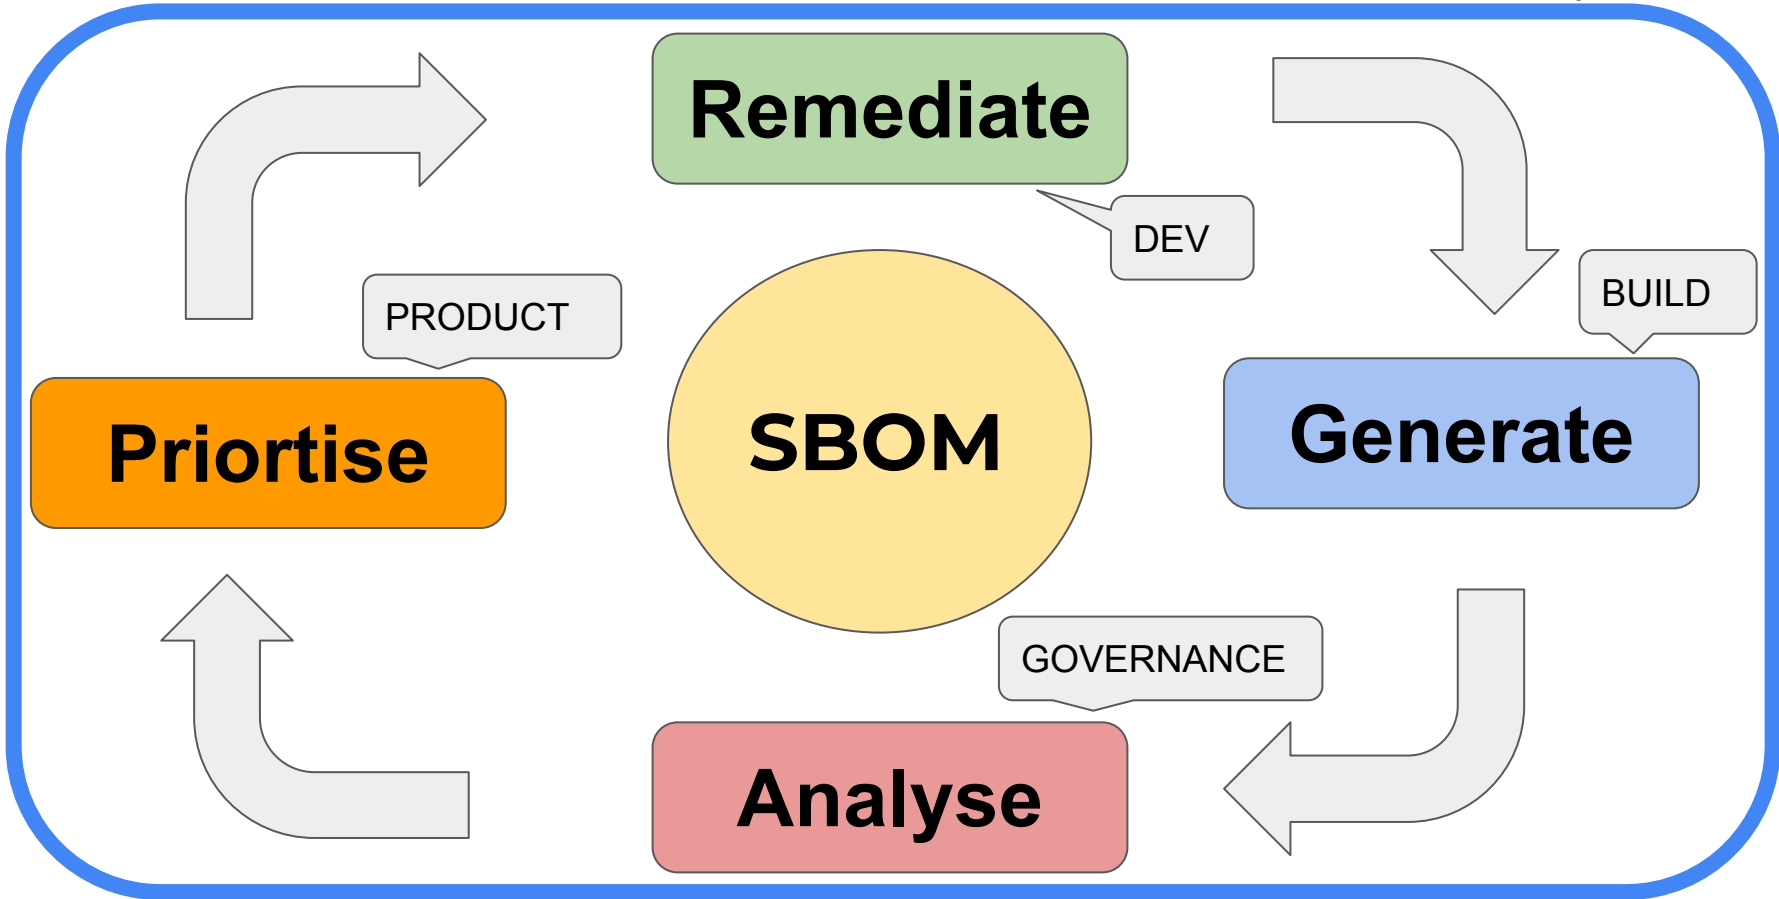 Remediate
DEV
BUILD
PRODUCT
Priortise
SBOM
Generate
GOVERNANCE
Analyse